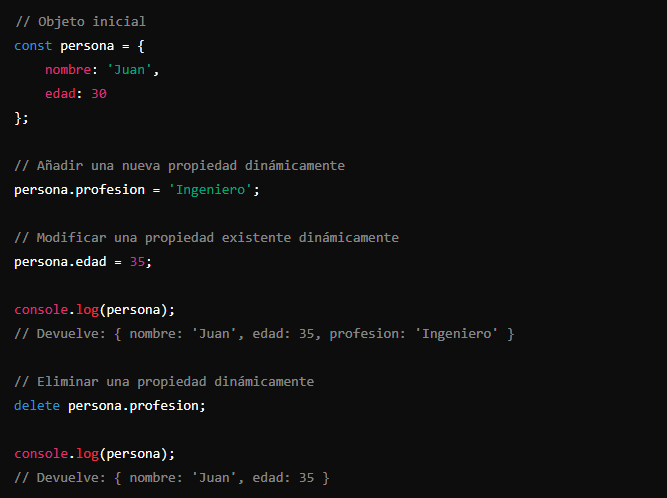 // Objeto inicial
const persona = {
    nombre: 'Juan',
    edad: 30
};
// Añadir una nueva propiedad dinámicamente
persona.profesion = 'Ingeniero';
// Modificar una propiedad existente dinámicamente
persona.edad = 35;
console.log(persona);
// Devuelve: { nombre: 'Juan', edad: 35, profesion: 'Ingeniero' }
// Eliminar una propiedad dinámicamente
delete persona.profesion;
console.log(persona);
// Devuelve: { nombre: 'Juan', edad: 35 }